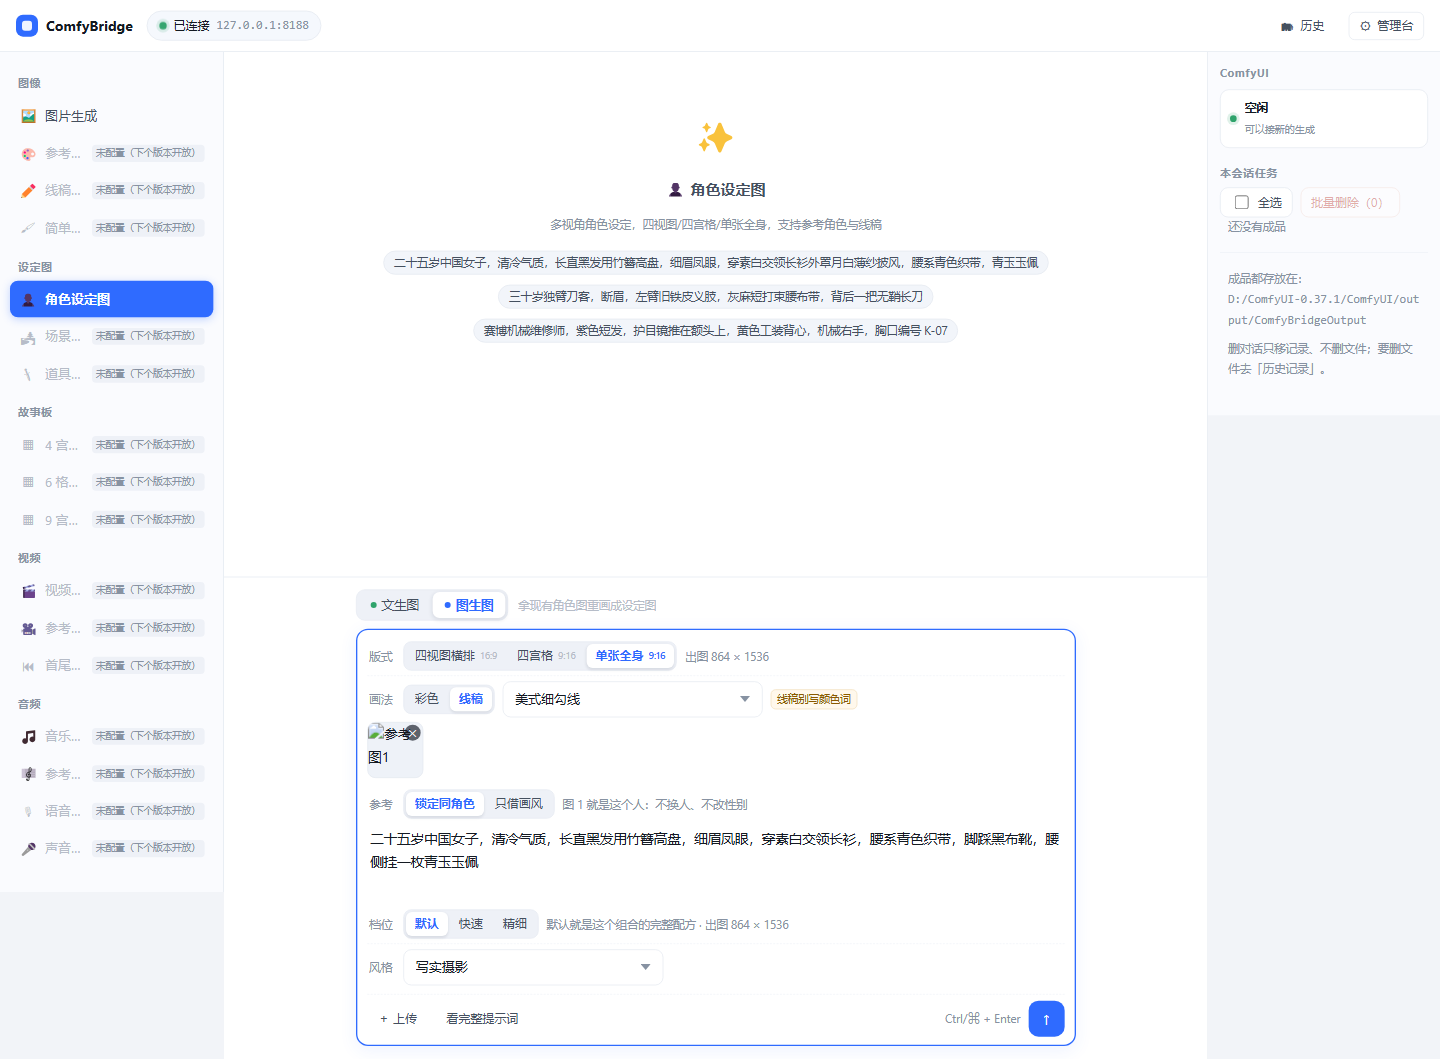 ComfyBridge
已连接 127.0.0.1:8188
历史
管理台
图像
图片生成
参考... 未配置（下个版本开放）
线稿... 未配置（下个版本开放）
简单... 未配置（下个版本开放）
设定图
角色设定图
场景... 未配置（下个版本开放）
道具... 未配置（下个版本开放）
故事板
4 宫... 未配置（下个版本开放）
6 格... 未配置（下个版本开放）
9 宫... 未配置（下个版本开放）
视频
视频... 未配置（下个版本开放）
参考... 未配置（下个版本开放）
首尾... 未配置（下个版本开放）
音频
音乐... 未配置（下个版本开放）
参考... 未配置（下个版本开放）
语音... 未配置（下个版本开放）
声音... 未配置（下个版本开放）
角色设定图
多视角角色设定，四视图/四宫格/单张全身，支持参考角色与线稿
二十五岁中国女子，清冷气质，长直黑发用竹簪高盘，细眉凤眼，穿素白交领长衫外罩月白薄纱披风，腰系青色织带，青玉玉佩
三十岁独臂刀客，断眉，左臂旧铁皮义肢，灰麻短打束腰布带，背后一把无鞘长刀
赛博机械维修师，紫色短发，护目镜推在额头上，黄色工装背心，机械右手，胸口编号 K-07
文生图 图生图 拿现有角色图重画成设定图
版式 四视图横排 16:9 四宫格 9:16 单张全身 9:16 出图 864 × 1536
画法 彩色 线稿 美式细勾线 线稿别写颜色词
参考
图1
参考 锁定同角色 只借画风 图 1 就是这个人：不换人、不改性别
二十五岁中国女子，清冷气质，长直黑发用竹簪高盘，细眉凤眼，穿素白交领长衫，腰系青色织带，脚踩黑布靴，腰
侧挂一枚青玉玉佩
档位 默认 快速 精细 默认就是这个组合的完整配方 · 出图 864 × 1536
风格 写实摄影
+ 上传 看完整提示词 Ctrl/⌘ + Enter ↑
ComfyUI
空闲
可以接新的生成
本会话任务
全选 批量删除（0）
还没有成品
成品都存放在：
D:/ComfyUI-0.37.1/ComfyUI/out
put/ComfyBridgeOutput
删对话只移记录、不删文件；要删文
件去「历史记录」。